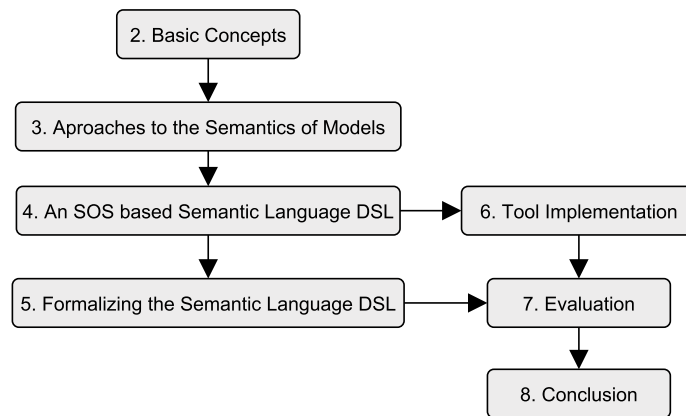 2. Basic Concepts
3. Aproaches to the Semantics of Models
4. An SOS based Semantic Language DSL
6. Tool Implementation
5. Formalizing the Semantic Language DSL
7. Evaluation
8. Conclusion